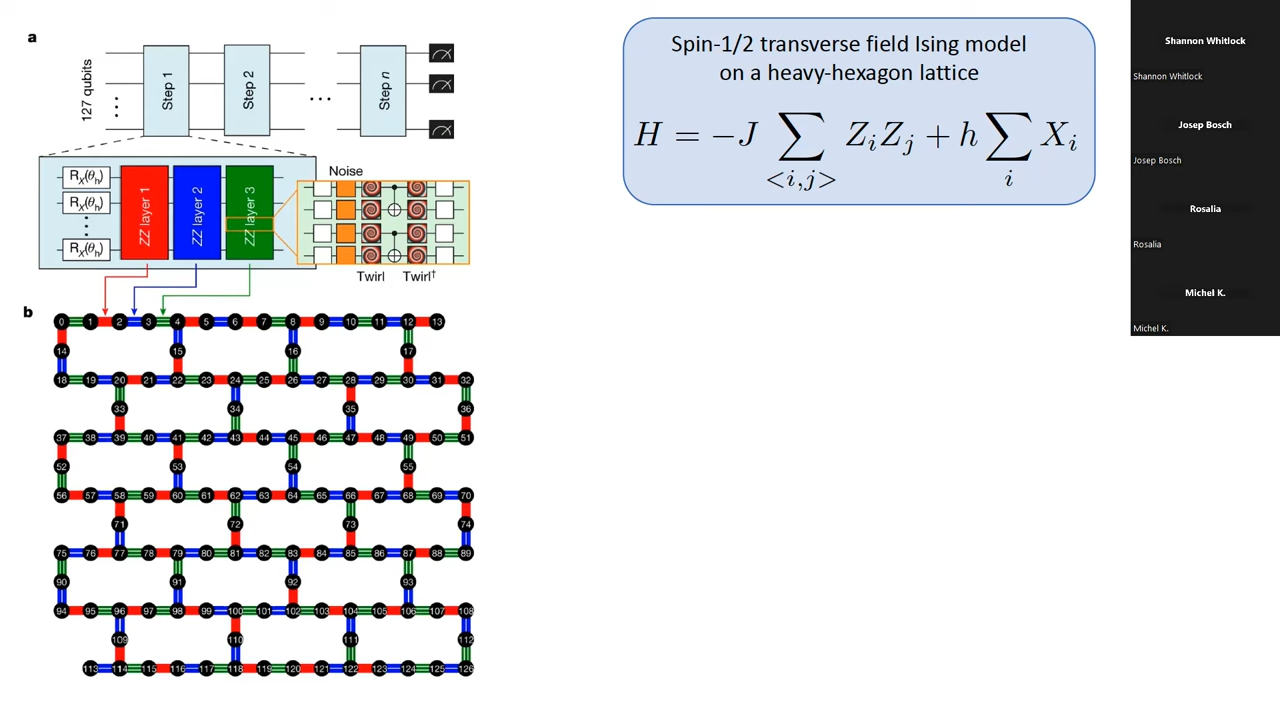 a
127 qubits
Step 1
Step 2
Step n
Noise
Rₓ(θₕ)
Rₓ(θₕ)
Rₓ(θₕ)
ZZ layer 1
ZZ layer 2
ZZ layer 3
Twirl
Twirl†
b
0 1 2 3 4 5 6 7 8 9 10 11 12 13
14 15 16 17
18 19 20 21 22 23 24 25 26 27 28 29 30 31 32
33 34 35 36
37 38 39 40 41 42 43 44 45 46 47 48 49 50 51
52 53 54 55
56 57 58 59 60 61 62 63 64 65 66 67 68 69 70
71 72 73 74
75 76 77 78 79 80 81 82 83 84 85 86 87 88 89
90 91 92 93
94 95 96 97 98 99 100 101 102 103 104 105 106 107 108
109 110 111 112
113 114 115 116 117 118 119 120 121 122 123 124 125 126
Spin-1/2 transverse field Ising model
on a heavy-hexagon lattice
H = −J ∑ ZᵢZⱼ + h ∑ Xᵢ
<i,j> i
Shannon Whitlock
Shannon Whitlock
Josep Bosch
Josep Bosch
Rosalia
Rosalia
Michel K.
Michel K.